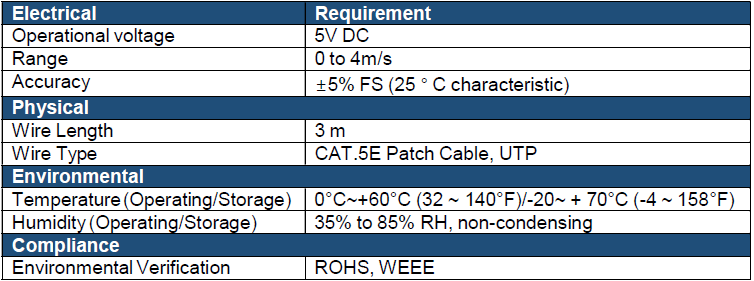 Electrical Requirement
Operational voltage 5V DC
Range 0 to 4m/s
Accuracy ±5% FS (25 ° C characteristic)
Physical
Wire Length 3 m
Wire Type CAT.5E Patch Cable, UTP
Environmental
Temperature (Operating/Storage) 0°C~+60°C (32 ~ 140°F)/-20~ + 70°C (-4 ~ 158°F)
Humidity (Operating/Storage) 35% to 85% RH, non-condensing
Compliance
Environmental Verification ROHS, WEEE